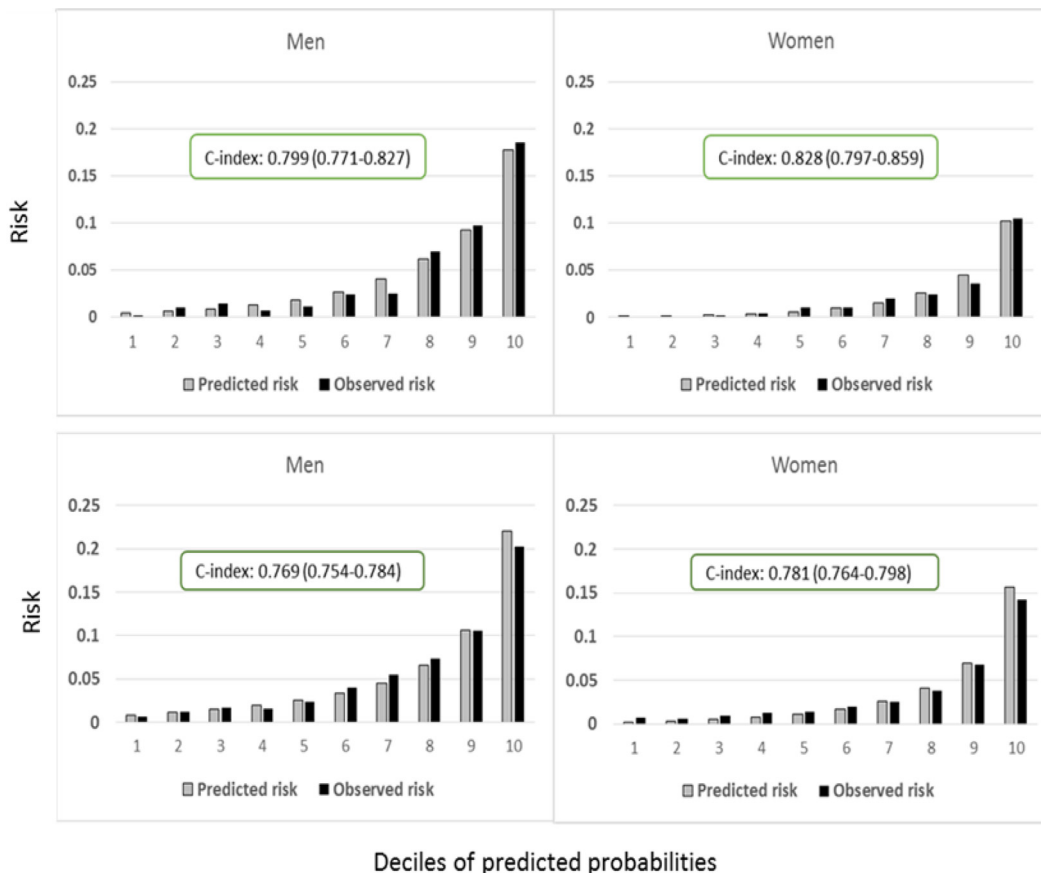 Men
0.25
0.2
0.15
0.1
0.05
0
C-index: 0.799 (0.771-0.827)
1 2 3 4 5 6 7 8 9 10
Predicted risk Observed risk
Women
0.25
0.2
0.15
0.1
0.05
0
C-index: 0.828 (0.797-0.859)
1 2 3 4 5 6 7 8 9 10
Predicted risk Observed risk
Risk
Men
0.25
0.2
0.15
0.1
0.05
0
C-index: 0.769 (0.754-0.784)
1 2 3 4 5 6 7 8 9 10
Predicted risk Observed risk
Women
0.25
0.2
0.15
0.1
0.05
0
C-index: 0.781 (0.764-0.798)
1 2 3 4 5 6 7 8 9 10
Predicted risk Observed risk
Risk
Deciles of predicted probabilities